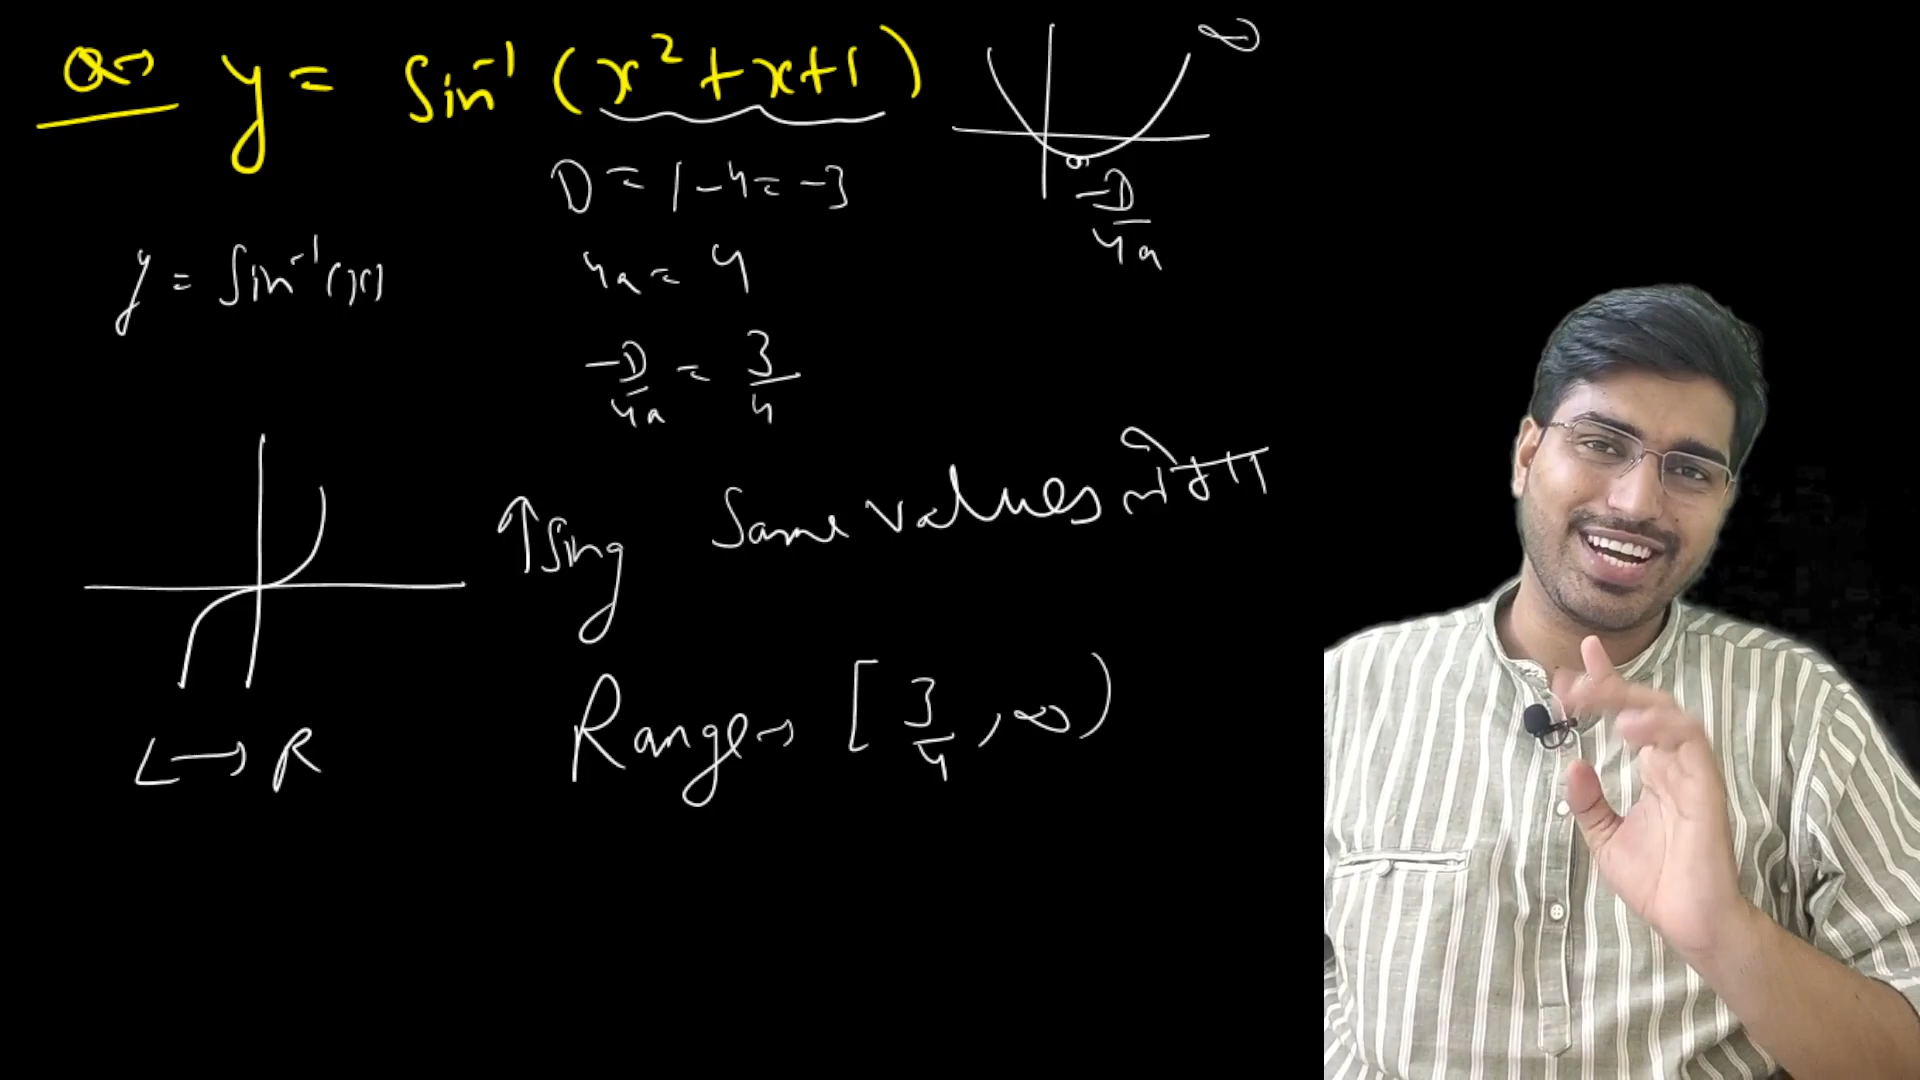 Q→ y = Sin⁻¹ (x² + x + 1)
∞
D = 1 - 4 = -3
-D/4a
y = Sin⁻¹(x)
4a = 4
-D/4a = 3/4
↑sing Same values
L → R
Range → [3/4, ∞)